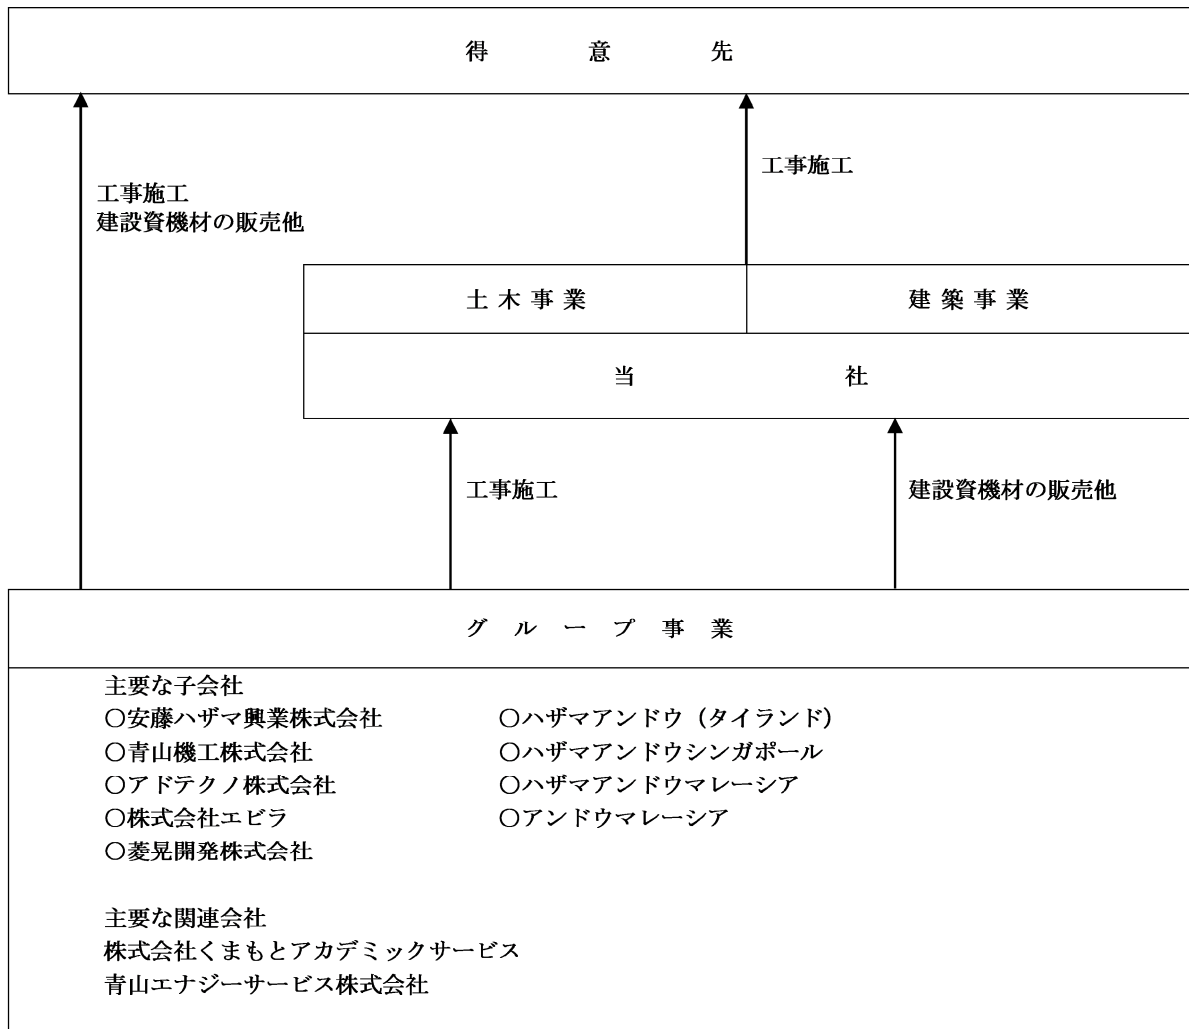 得意先
工事施工
工事施工
建設資機材の販売他
土木事業
建築事業
当社
工事施工
建設資機材の販売他
グループ事業
主要な子会社
○安藤ハザマ興業株式会社
○ハザマアンドウ（タイランド）
○青山機工株式会社
○ハザマアンドウシンガポール
○アドテクノ株式会社
○ハザマアンドウマレーシア
○株式会社エビラ
○アンドウマレーシア
○菱晃開発株式会社
主要な関連会社
株式会社くまもとアカデミックサービス
青山エナジーサービス株式会社